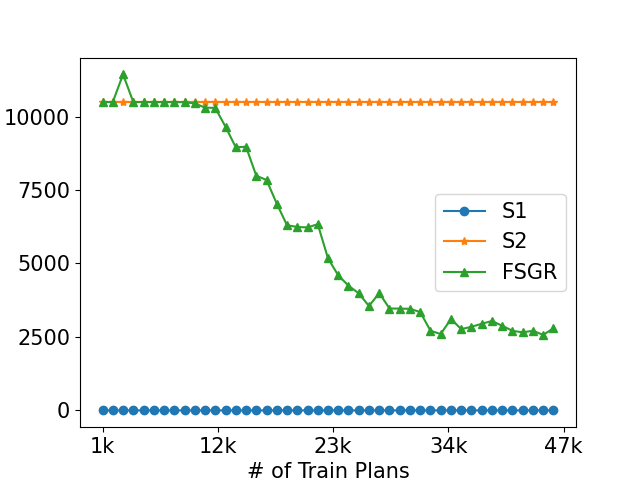 10000
7500
5000
2500
0
S1
S2
FSGR
1k 12k 23k 34k 47k
# of Train Plans